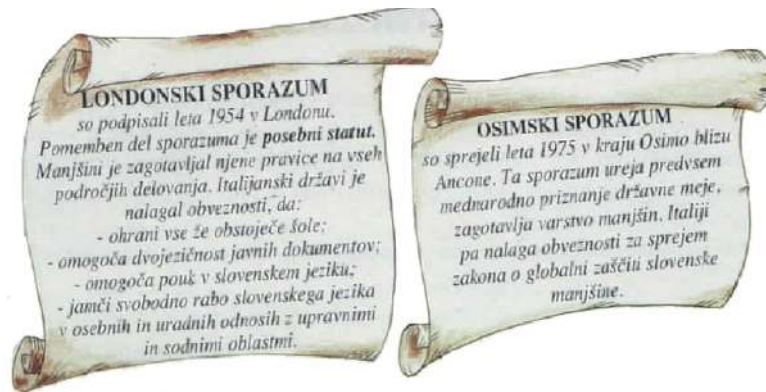 LONDONSKI SPORAZUM
so podpisali leta 1954 v Londonu.
Pomemben del sporazuma je posebni statut.
Manjšini je zagotavljal njene pravice na vseh
področjih delovanja. Italijanski državi je
nalagal obveznosti, da:
- ohrani vse že obstoječe šole;
- omogoča dvojezičnost javnih dokumentov;
- omogoča pouk v slovenskem jeziku;
- jamči svobodno rabo slovenskega jezika
v osebnih in uradnih odnosih z upravnimi
in sodnimi oblastmi.
OSIMSKI SPORAZUM
so sprejeli leta 1975 v kraju Osimo blizu
Ancone. Ta sporazum ureja predvsem
mednarodno priznanje državne meje,
zagotavlja varstvo manjšin, Italiji
pa nalaga obveznosti za sprejem
zakona o globalni zaščiti slovenske
manjšine.